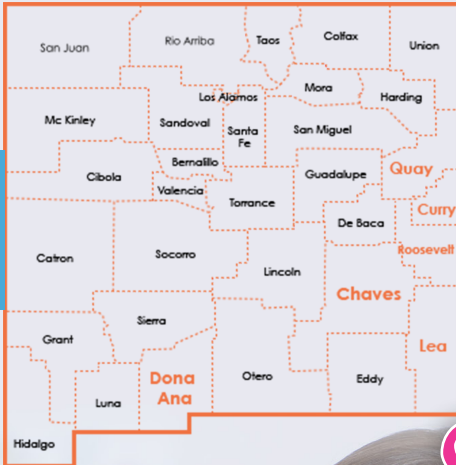 San Juan
Rio Arriba
Taos
Colfax
Union
Los Alamos
Mora
Harding
Mc Kinley
Sandoval
Santa
Fe
San Miguel
Bernalillo
Cibola
Valencia
Guadalupe
Quay
Torrance
Curry
De Baca
Catron
Socorro
Lincoln
Roosevelt
Chaves
Sierra
Grant
Lea
Dona
Ana
Otero
Eddy
Luna
Hidalgo